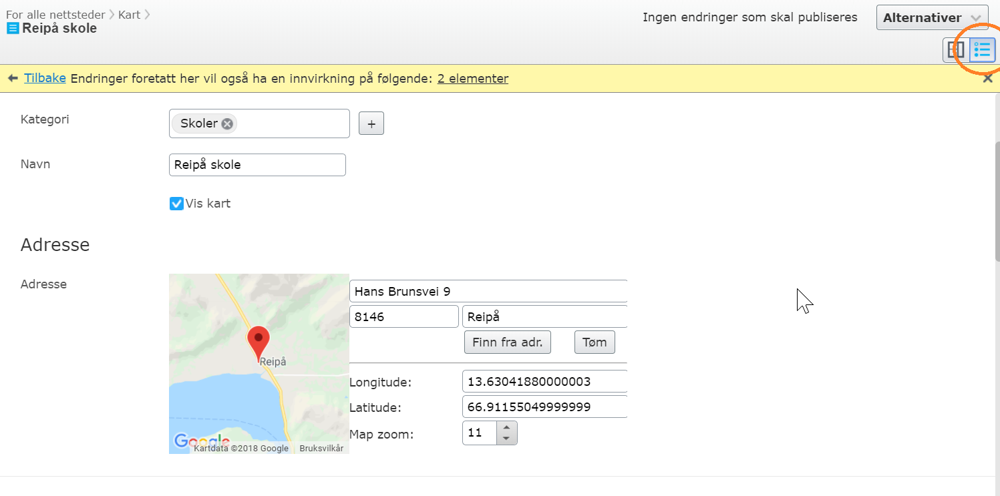 For alle nettsteder Kart
Reipå skole
Ingen endringer som skal publiseres
Alternativer
Tilbake Endringer foretatt her vil også ha en innvirkning på følgende: 2 elementer
Kategori
Skoler
+
Navn
Reipå skole
Vis kart
Adresse
Adresse
Hans Brunsvei 9
8146 Reipå
Finn fra adr. Tøm
Reipå
Longitude: 13.63041880000003
Latitude: 66.91155049999999
Map zoom: 11
Google
Kartdata ©2018 Google Bruksvilkår